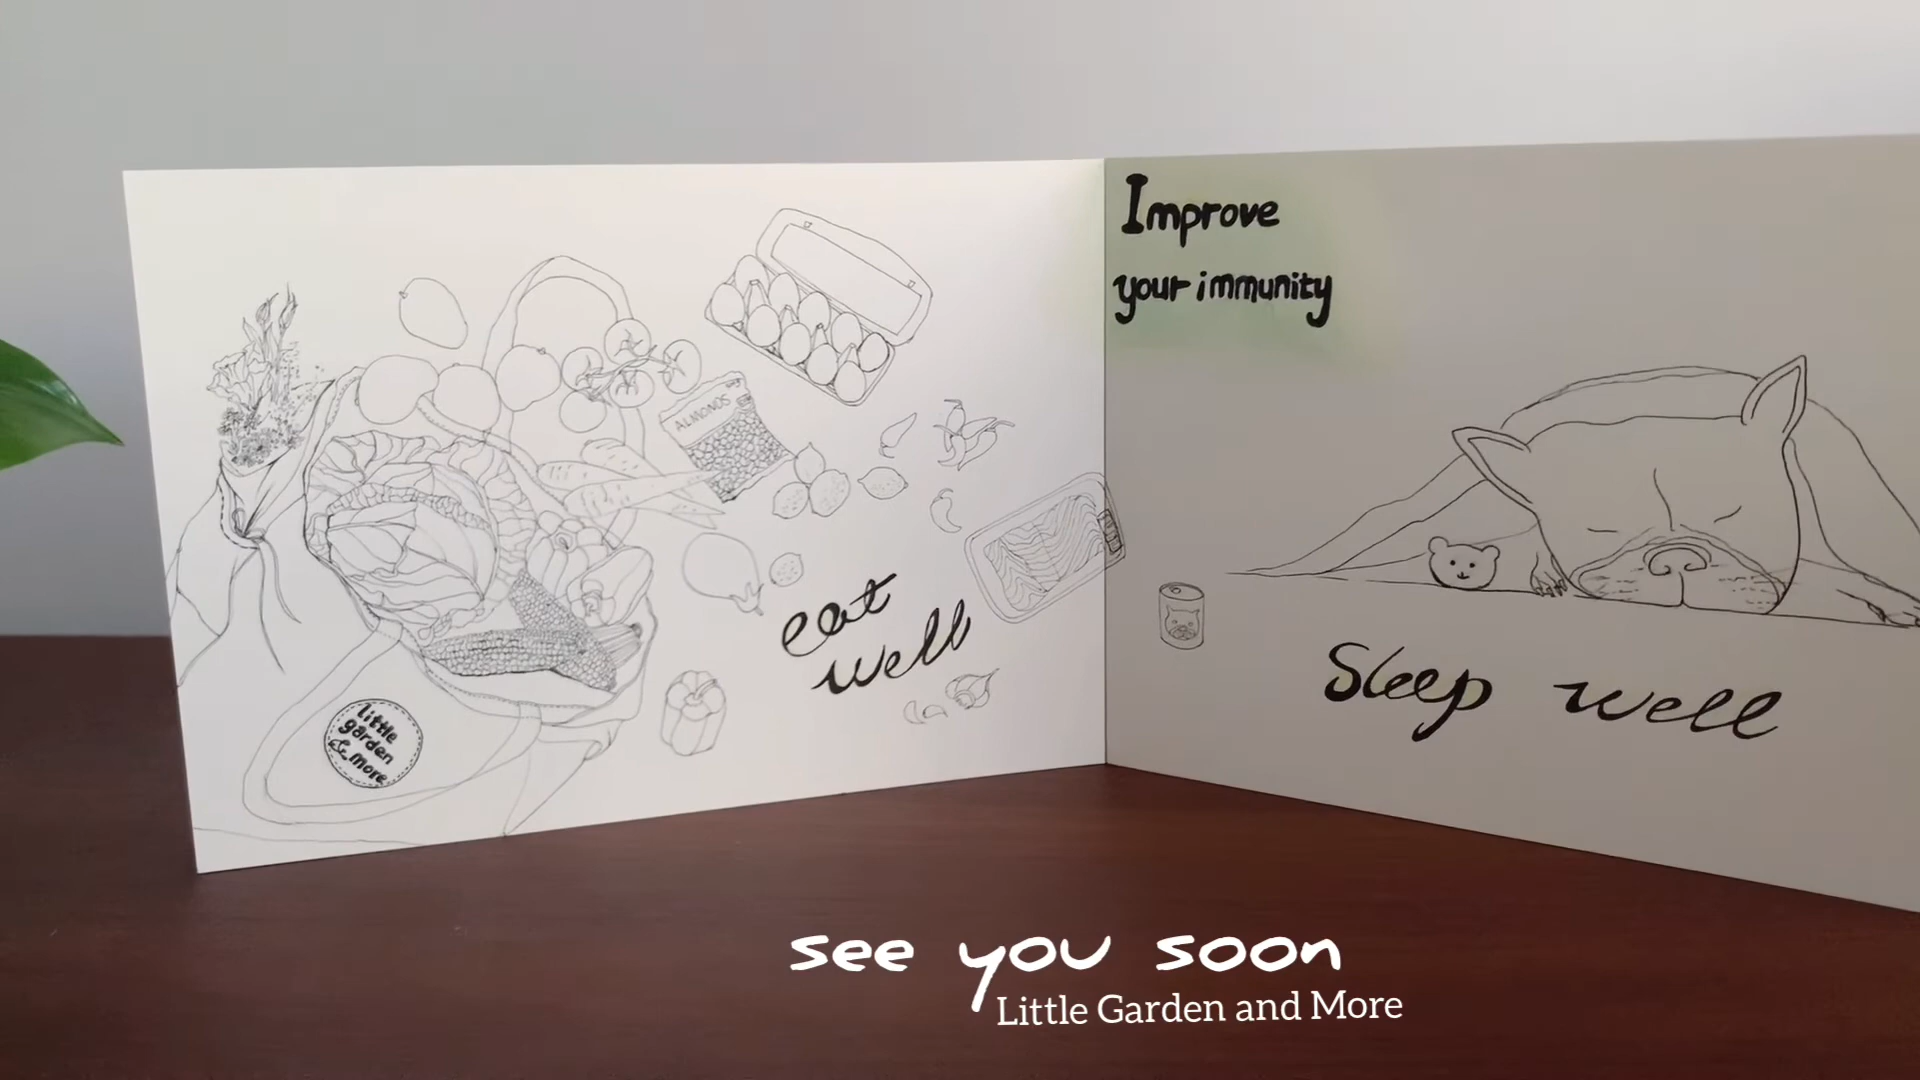 ALMONDS
eat
well
little
garden
& more
Improve
your immunity
Sleep well
see you soon
Little Garden and More